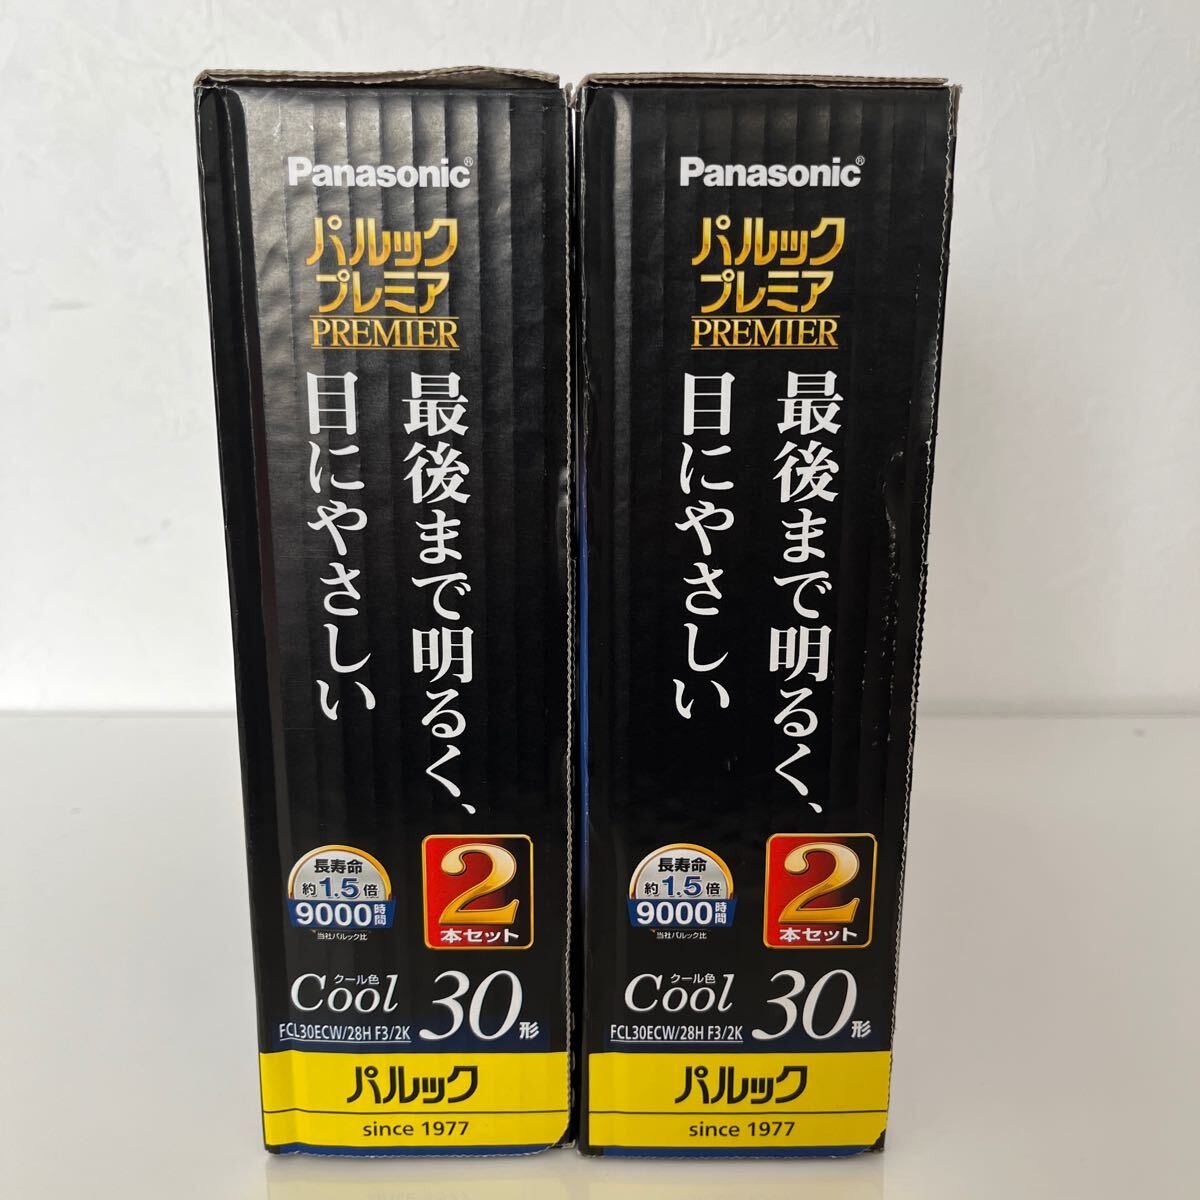 Panasonic®
パルック
プレミア
PREMIER
最後まで明るく、
目にやさしい
長寿命
約1.5倍
9000時間
当社パルック比
2
本セット
クール色
Cool
30形
FCL30ECW/28H F3/2K
パルック
since 1977
Panasonic®
パルック
プレミア
PREMIER
最後まで明るく、
目にやさしい
長寿命
約1.5倍
9000時間
当社パルック比
2
本セット
クール色
Cool
30形
FCL30ECW/28H F3/2K
パルック
since 1977